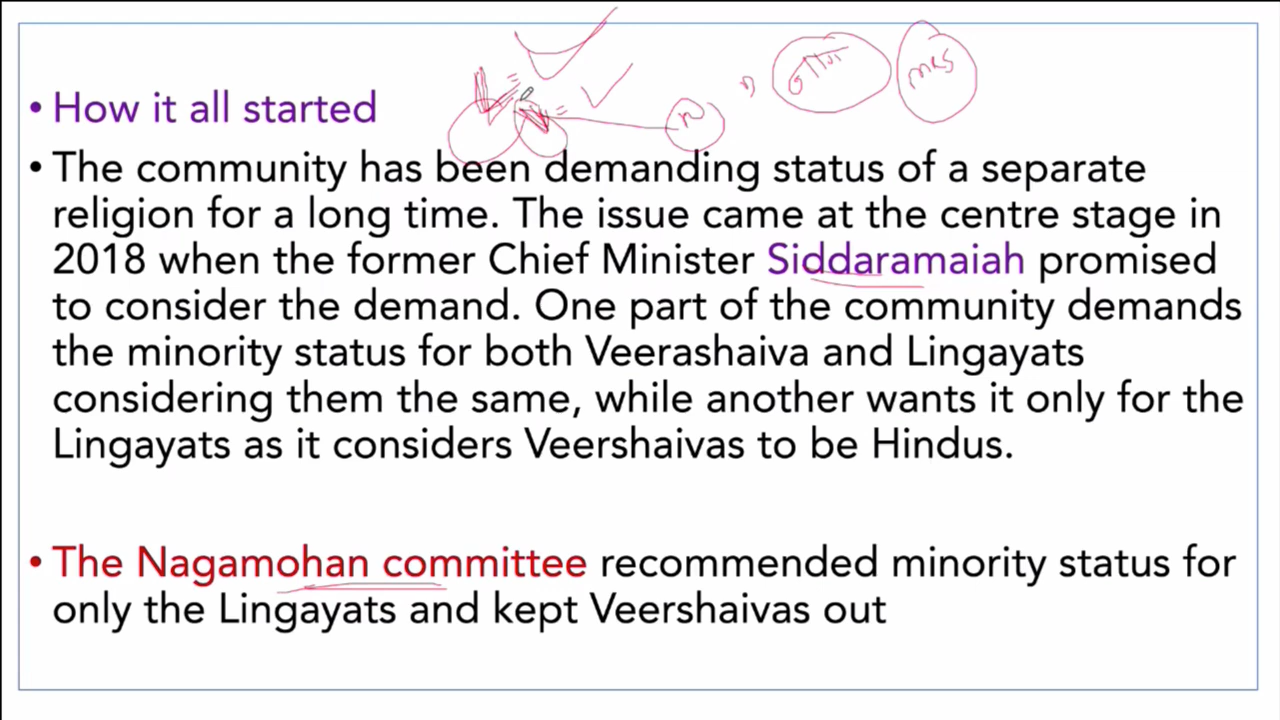 • How it all started
• The community has been demanding status of a separate
religion for a long time. The issue came at the centre stage in
2018 when the former Chief Minister Siddaramaiah promised
to consider the demand. One part of the community demands
the minority status for both Veerashaiva and Lingayats
considering them the same, while another wants it only for the
Lingayats as it considers Veershaivas to be Hindus.
• The Nagamohan committee recommended minority status for
only the Lingayats and kept Veershaivas out